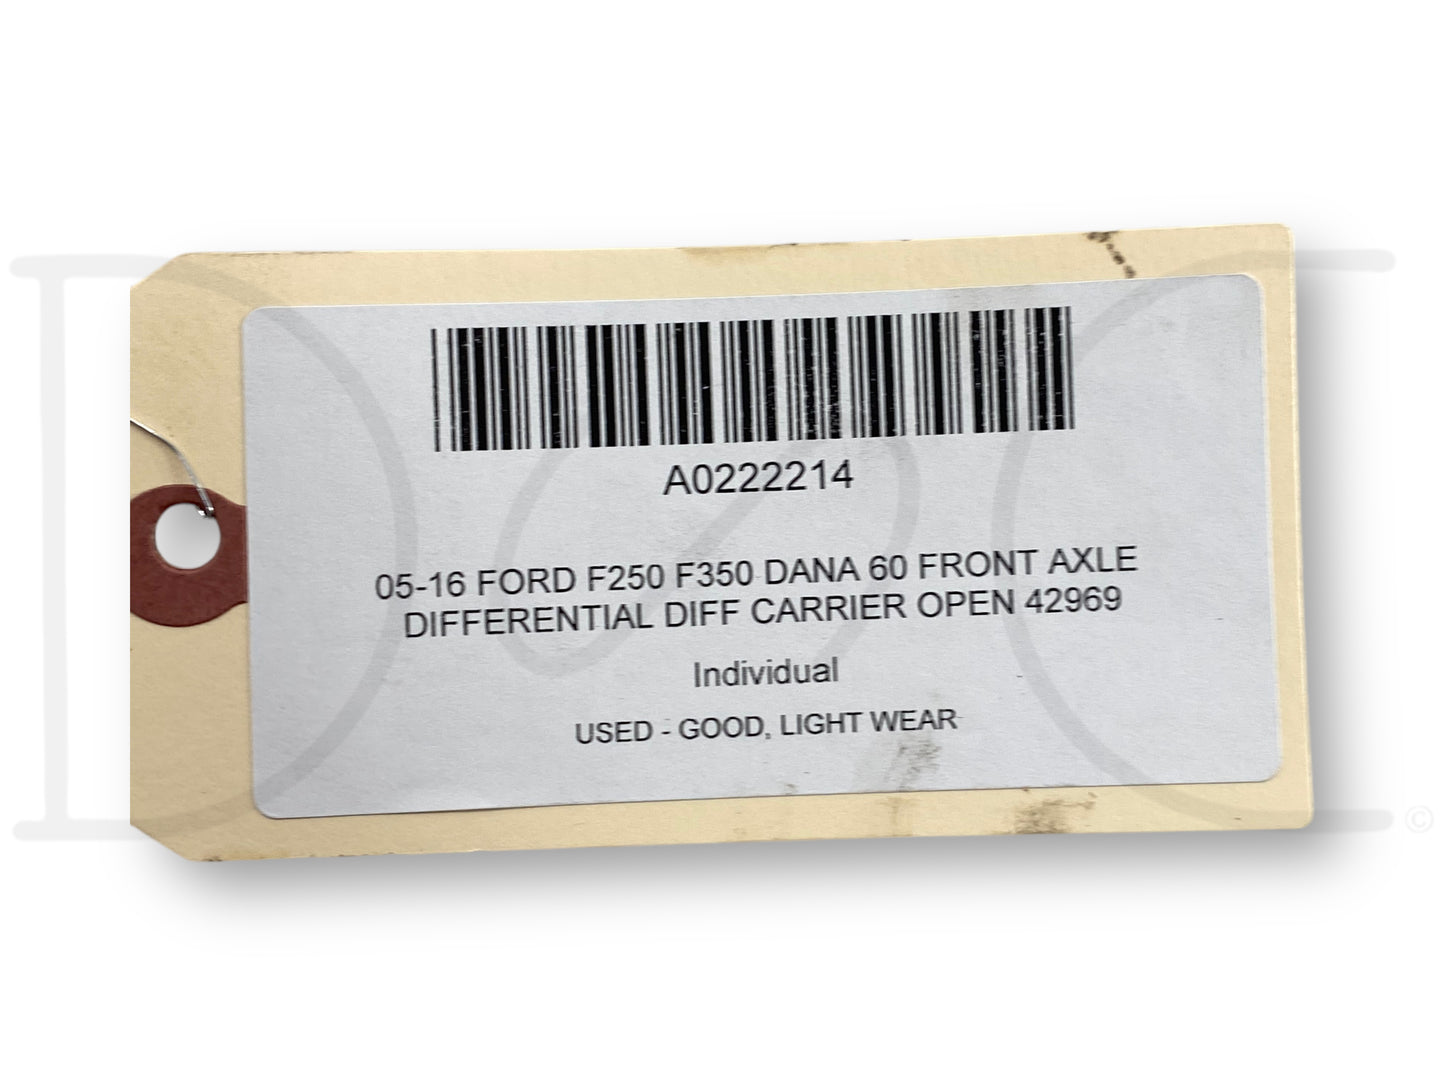 A0222214
05-16 FORD F250 F350 DANA 60 FRONT AXLE
DIFFERENTIAL DIFF CARRIER OPEN 42969
Individual
USED - GOOD, LIGHT WEAR
©